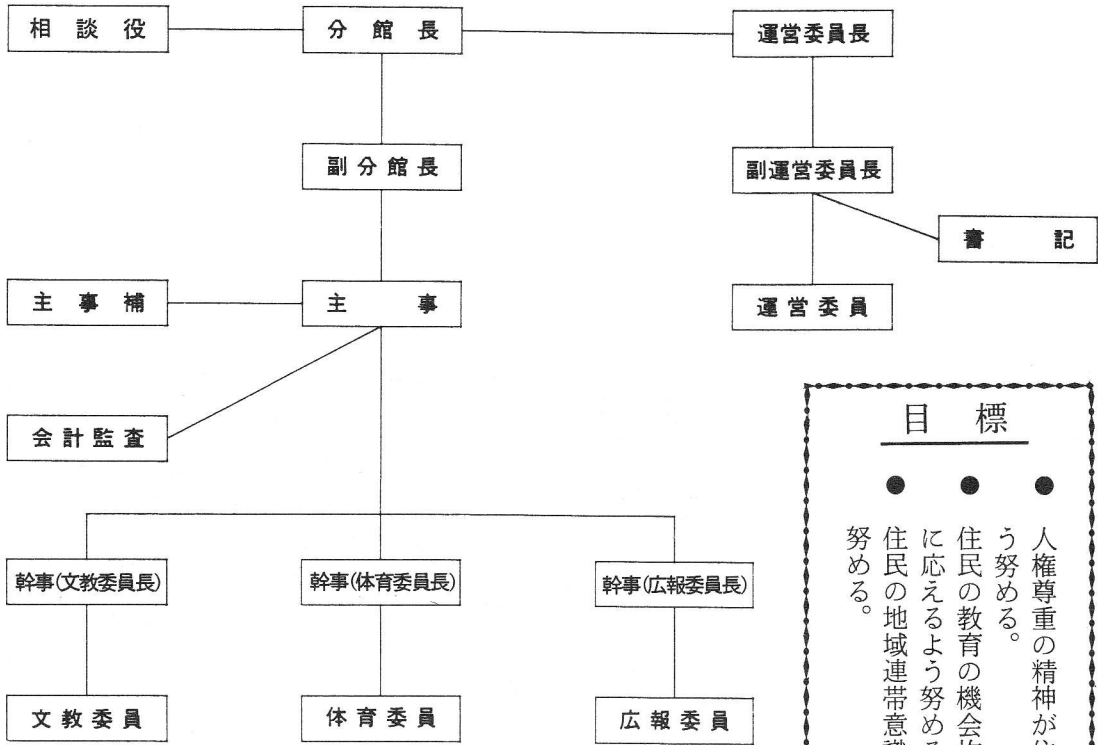 相談役
分館長
運営委員長
副分館長
副運営委員長
書記
主事補
主事
運営委員
会計監査
幹事(文教委員長)
幹事(体育委員長)
幹事(広報委員長)
文教委員
体育委員
広報委員
目標
● 人権尊重の精神が
う努める。
● 住民の教育の機会
に応えるよう努め
● 住民の地域連帯意
努める。